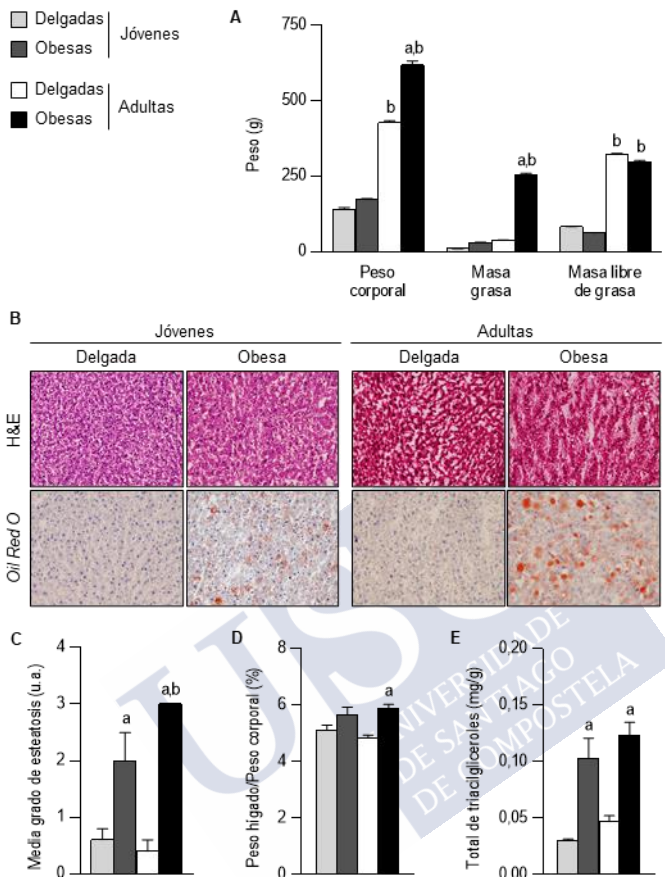 Delgadas
Obesas
Jóvenes
Delgadas
Obesas
Adultas
A
Peso (g)
750
500
250
0
b
a,b
a,b
b
b
Peso
corporal
Masa
grasa
Masa libre
de grasa
B
Jóvenes
Adultas
Delgada
Obesa
Delgada
Obesa
H&E
Oil Red O
C
Media grado de esteatosis (u.a.)
4
3
2
1
0
a
a,b
D
Peso hígado/Peso corporal (%)
8
6
4
2
0
a
E
Total de triacilgliceroles (mg/g)
0,20
0,15
0,10
0,05
0,00
a
a
USC
UNIVERSIDADE
DE SANTIAGO
DE COMPOSTELA